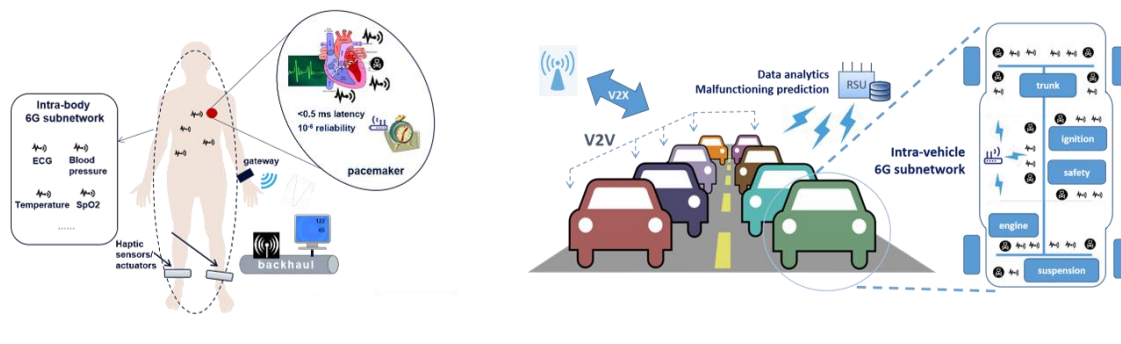 Intra-body
6G subnetwork
ECG
Blood
pressure
Temperature
SpO2
......
<0.5 ms latency
10⁻⁶ reliability
pacemaker
gateway
122
65
Haptic
sensors/
actuators
backhaul
V2X
V2V
Data analytics
Malfunctioning prediction
RSU
Intra-vehicle
6G subnetwork
trunk
ignition
safety
engine
suspension